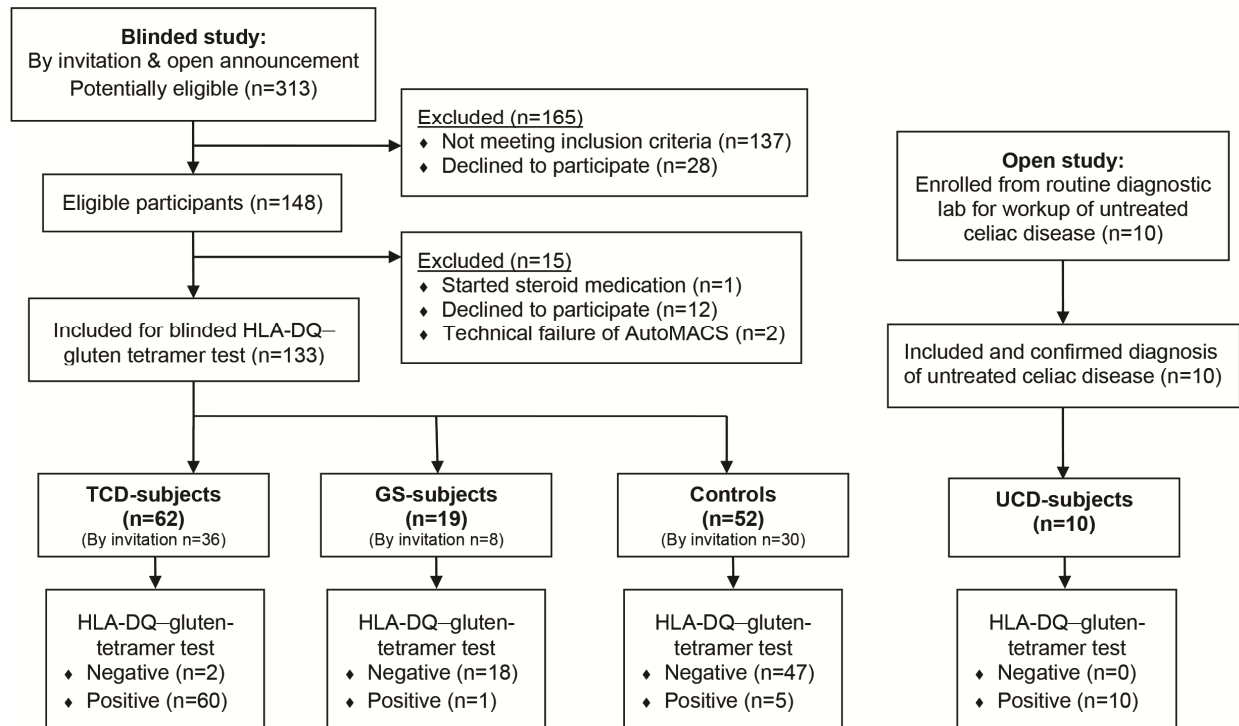 Blinded study:
By invitation & open announcement
Potentially eligible (n=313)
Excluded (n=165)
♦ Not meeting inclusion criteria (n=137)
♦ Declined to participate (n=28)
Eligible participants (n=148)
Excluded (n=15)
♦ Started steroid medication (n=1)
♦ Declined to participate (n=12)
♦ Technical failure of AutoMACS (n=2)
Included for blinded HLA-DQ–
gluten tetramer test (n=133)
TCD-subjects
(n=62)
(By invitation n=36)
HLA-DQ–gluten-
tetramer test
♦ Negative (n=2)
♦ Positive (n=60)
GS-subjects
(n=19)
(By invitation n=8)
HLA-DQ–gluten-
tetramer test
♦ Negative (n=18)
♦ Positive (n=1)
Controls
(n=52)
(By invitation n=30)
HLA-DQ–gluten-
tetramer test
♦ Negative (n=47)
♦ Positive (n=5)
Open study:
Enrolled from routine diagnostic
lab for workup of untreated
celiac disease (n=10)
Included and confirmed diagnosis
of untreated celiac disease (n=10)
UCD-subjects
(n=10)
HLA-DQ–gluten-
tetramer test
♦ Negative (n=0)
♦ Positive (n=10)